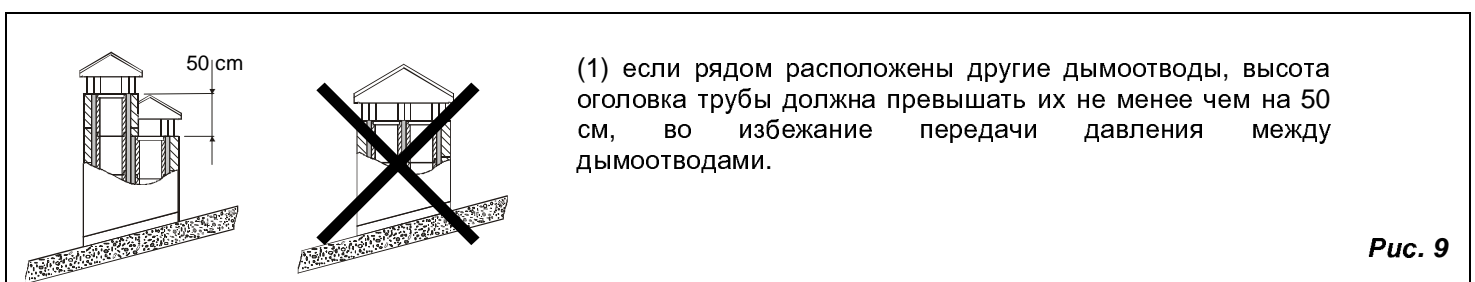 50 cm
(1) если рядом расположены другие дымоотводы, высота
оголовка трубы должна превышать их не менее чем на 50
см, во избежание передачи давления между
дымоотводами.
Рис. 9